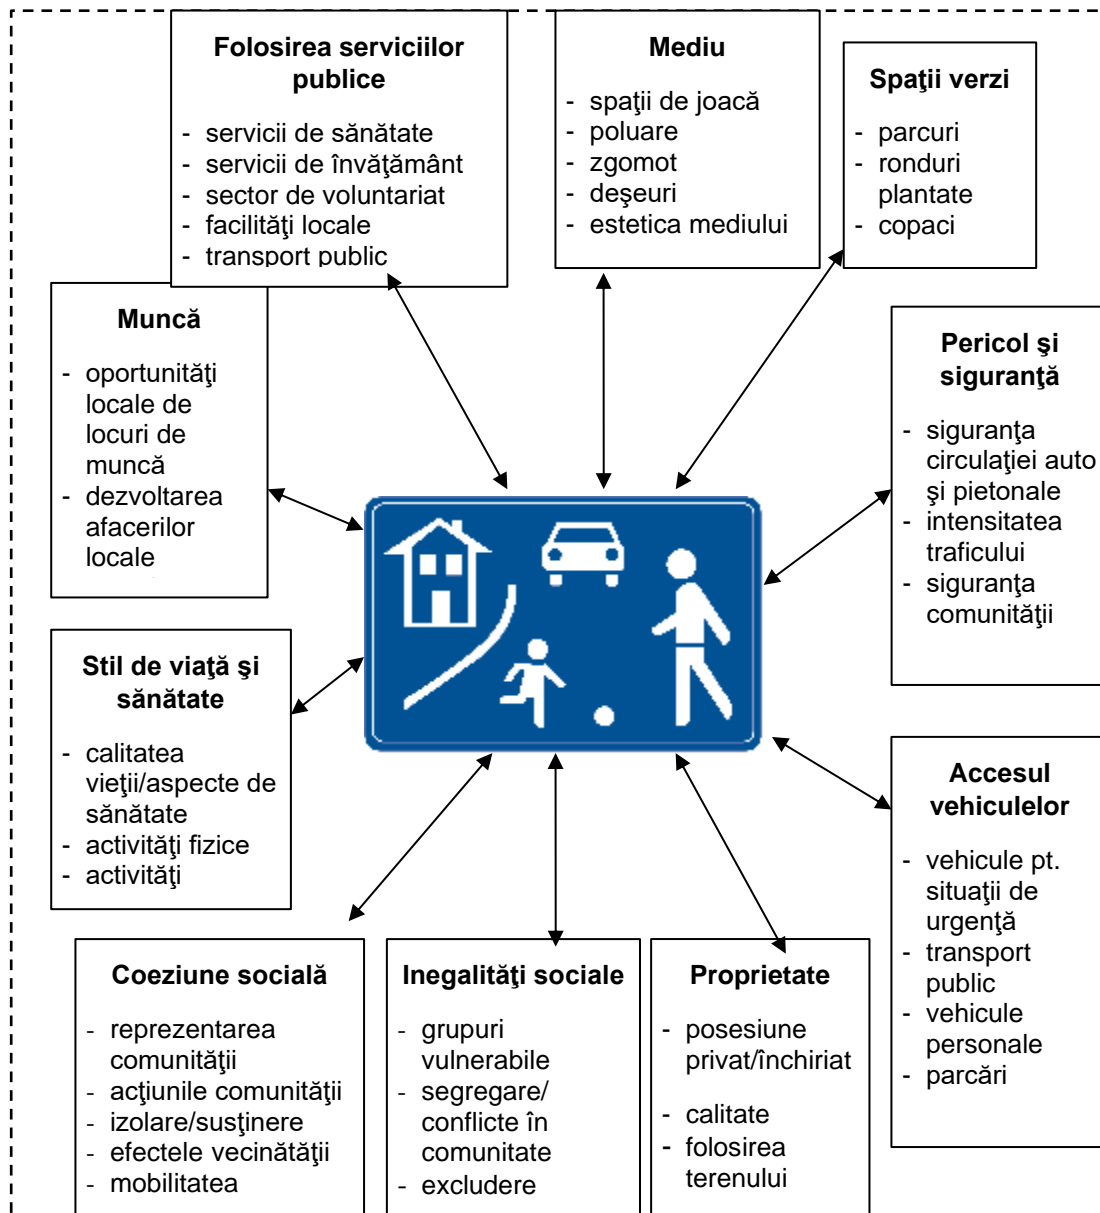 Folosirea serviciilor
publice
- servicii de sănătate
- servicii de învăţământ
- sector de voluntariat
- facilităţi locale
- transport public
Mediu
- spaţii de joacă
- poluare
- zgomot
- deşeuri
- estetica mediului
Spaţii verzi
- parcuri
- ronduri
plantate
- copaci
Muncă
- oportunităţi
locale de
locuri de
muncă
- dezvoltarea
afacerilor
locale
Pericol şi
siguranţă
- siguranţa
circulaţiei auto
şi pietonale
- intensitatea
traficului
- siguranţa
comunităţii
Stil de viaţă şi
sănătate
- calitatea
vieţii/aspecte de
sănătate
- activităţi fizice
- activităţi
Accesul
vehiculelor
- vehicule pt.
situaţii de
urgenţă
- transport
public
- vehicule
personale
- parcări
Coeziune socială
- reprezentarea
comunităţii
- acţiunile comunităţii
- izolare/susţinere
- efectele vecinătăţii
- mobilitatea
Inegalităţi sociale
- grupuri
vulnerabile
- segregare/
conflicte în
comunitate
- excludere
Proprietate
- posesiune
privat/închiriat
- calitate
- folosirea
terenului